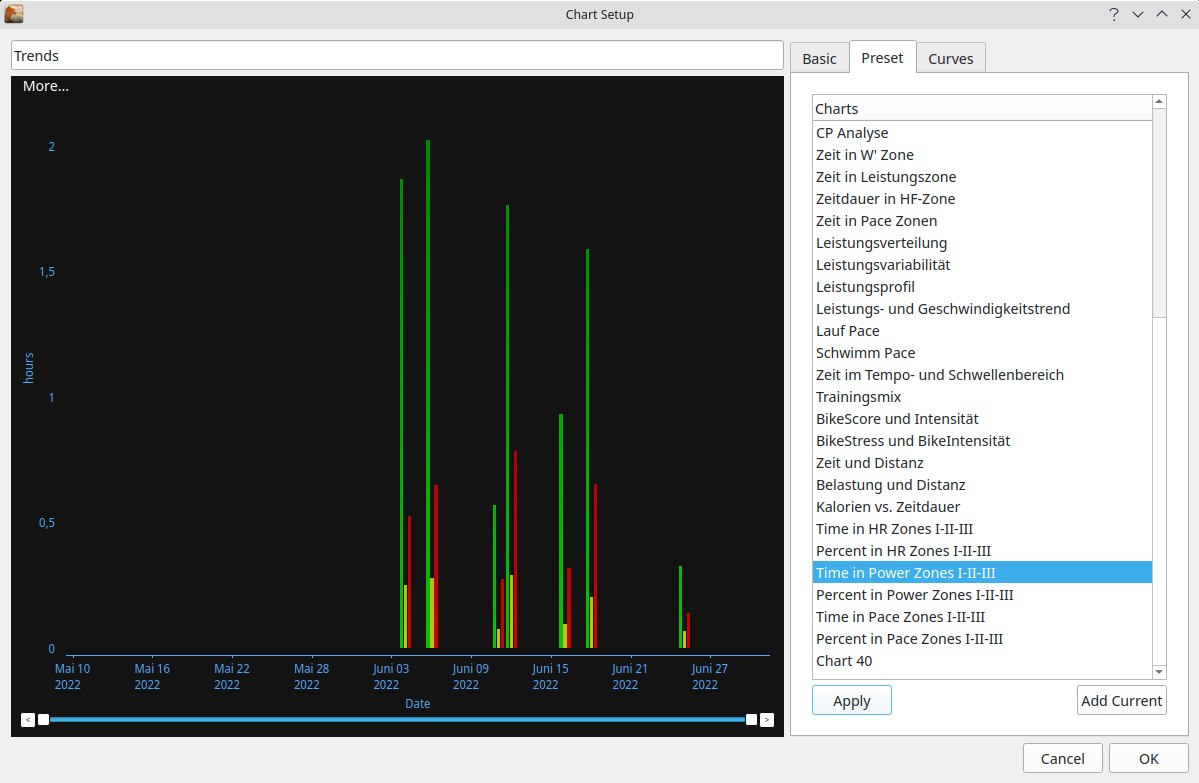 Chart Setup
?
Trends
More...
2
1,5
1
0,5
0
hours
Mai 10 2022
Mai 16 2022
Mai 22 2022
Mai 28 2022
Juni 03 2022
Juni 09 2022
Juni 15 2022
Juni 21 2022
Juni 27 2022
Date
< >
Basic Preset Curves
Charts
CP Analyse
Zeit in W' Zone
Zeit in Leistungszone
Zeitdauer in HF-Zone
Zeit in Pace Zonen
Leistungsverteilung
Leistungsvariabilität
Leistungsprofil
Leistungs- und Geschwindigkeitstrend
Lauf Pace
Schwimm Pace
Zeit im Tempo- und Schwellenbereich
Trainingsmix
BikeScore und Intensität
BikeStress und BikeIntensität
Zeit und Distanz
Belastung und Distanz
Kalorien vs. Zeitdauer
Time in HR Zones I-II-III
Percent in HR Zones I-II-III
Time in Power Zones I-II-III
Percent in Power Zones I-II-III
Time in Pace Zones I-II-III
Percent in Pace Zones I-II-III
Chart 40
Apply Add Current
Cancel OK